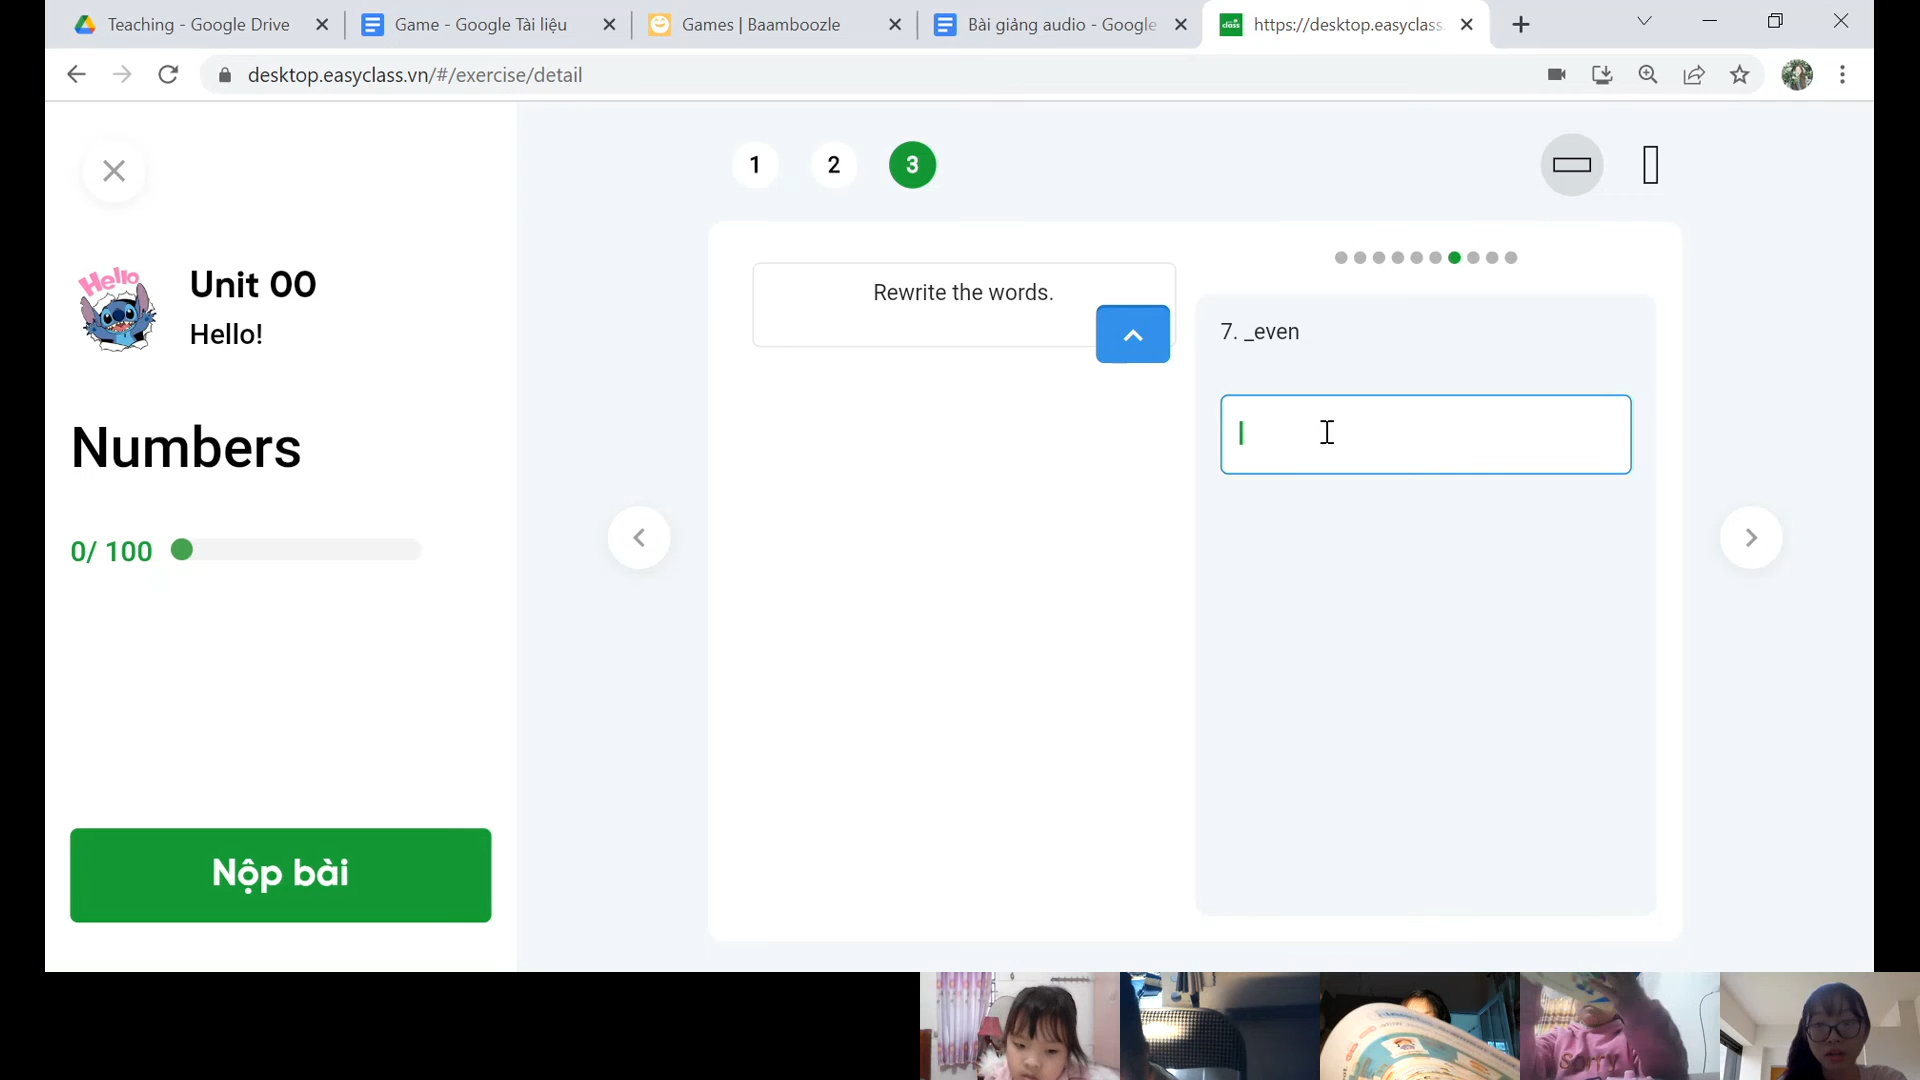 Teaching - Google Drive
Game - Google Tài liệu
Games | Baamboozle
Bài giảng audio - Google
https://desktop.easyclass.
desktop.easyclass.vn/#/exercise/detail
1 2 3
Hello
Unit 00
Hello!
Rewrite the words.
7. _even
Numbers
0/ 100
Nộp bài
sorry